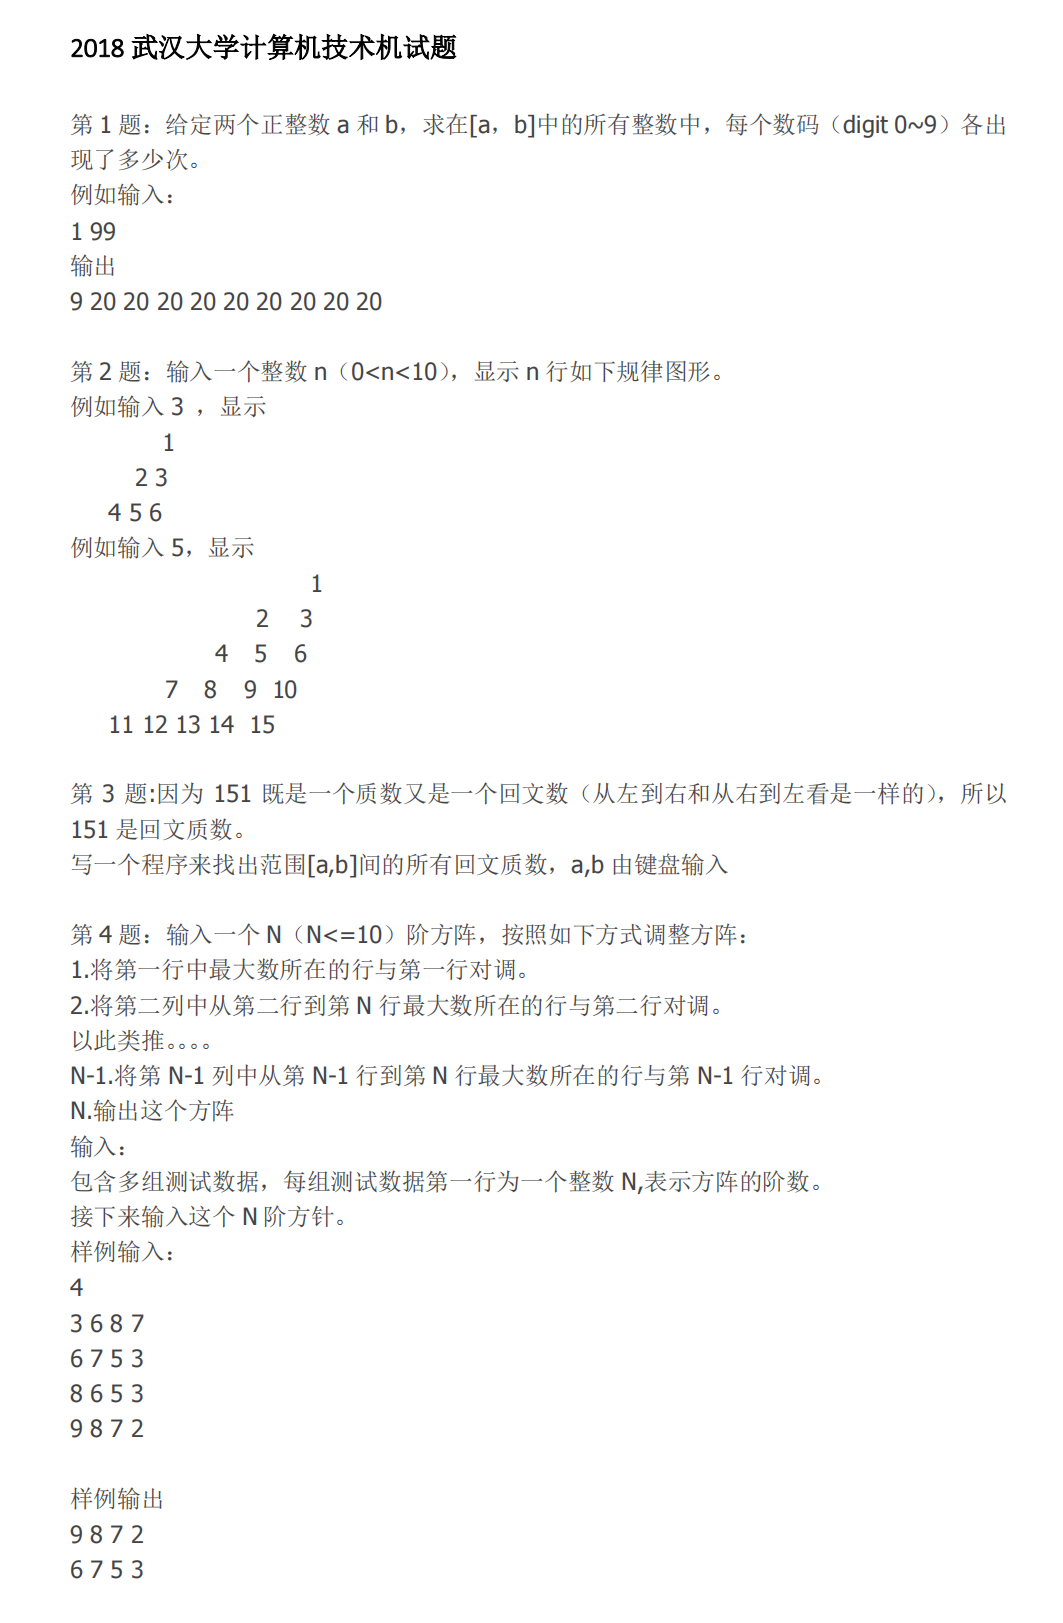 2018 武汉大学计算机技术机试题
第 1 题：给定两个正整数 a 和 b，求在[a，b]中的所有整数中，每个数码（digit 0~9）各出
现了多少次。
例如输入：
1 99
输出
9 20 20 20 20 20 20 20 20 20
第 2 题：输入一个整数 n（0<n<10），显示 n 行如下规律图形。
例如输入 3 ，显示
1
2 3
4 5 6
例如输入 5，显示
1
2 3
4 5 6
7 8 9 10
11 12 13 14 15
第 3 题:因为 151 既是一个质数又是一个回文数（从左到右和从右到左看是一样的），所以
151 是回文质数。
写一个程序来找出范围[a,b]间的所有回文质数，a,b 由键盘输入
第 4 题：输入一个 N（N<=10）阶方阵，按照如下方式调整方阵：
1.将第一行中最大数所在的行与第一行对调。
2.将第二列中从第二行到第 N 行最大数所在的行与第二行对调。
以此类推。。。。
N-1.将第 N-1 列中从第 N-1 行到第 N 行最大数所在的行与第 N-1 行对调。
N.输出这个方阵
输入：
包含多组测试数据，每组测试数据第一行为一个整数 N,表示方阵的阶数。
接下来输入这个 N 阶方针。
样例输入：
4
3 6 8 7
6 7 5 3
8 6 5 3
9 8 7 2
样例输出
9 8 7 2
6 7 5 3